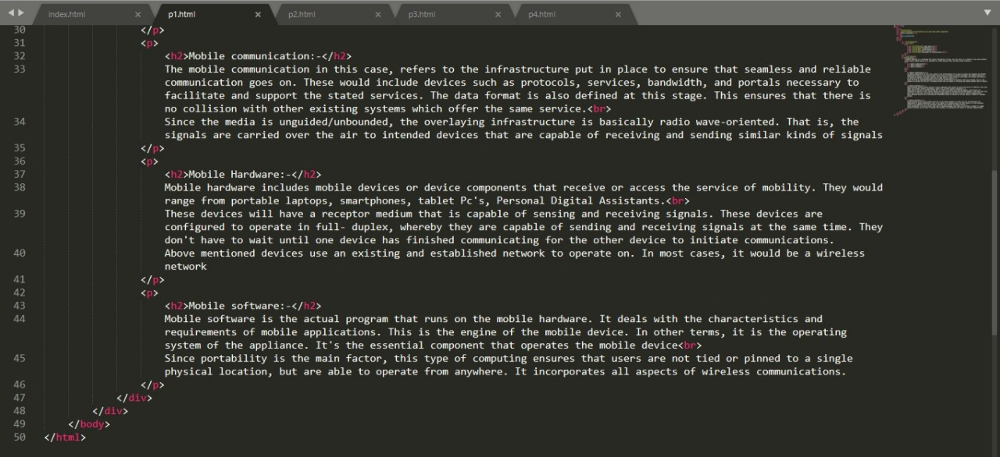 index.html × p1.html × p2.html × p3.html × p4.html ×
30 </p>
31 <p>
32 <h2>Mobile communication:-</h2>
33 The mobile communication in this case, refers to the infrastructure put in place to ensure that seamless and reliable
communication goes on. These would include devices such as protocols, services, bandwidth, and portals necessary to
facilitate and support the stated services. The data format is also defined at this stage. This ensures that there is
no collision with other existing systems which offer the same service.<br>
34 Since the media is unguided/unbounded, the overlaying infrastructure is basically radio wave-oriented. That is, the
signals are carried over the air to intended devices that are capable of receiving and sending similar kinds of signals
35 </p>
36 <p>
37 <h2>Mobile Hardware:-</h2>
38 Mobile hardware includes mobile devices or device components that receive or access the service of mobility. They would
range from portable laptops, smartphones, tablet Pc's, Personal Digital Assistants.<br>
39 These devices will have a receptor medium that is capable of sensing and receiving signals. These devices are
configured to operate in full- duplex, whereby they are capable of sending and receiving signals at the same time. They
don't have to wait until one device has finished communicating for the other device to initiate communications.
40 Above mentioned devices use an existing and established network to operate on. In most cases, it would be a wireless
network
41 </p>
42 <p>
43 <h2>Mobile software:-</h2>
44 Mobile software is the actual program that runs on the mobile hardware. It deals with the characteristics and
requirements of mobile applications. This is the engine of the mobile device. In other terms, it is the operating
system of the appliance. It's the essential component that operates the mobile device<br>
45 Since portability is the main factor, this type of computing ensures that users are not tied or pinned to a single
physical location, but are able to operate from anywhere. It incorporates all aspects of wireless communications.
46 </p>
47 </div>
48 </div>
49 </body>
50 </html>